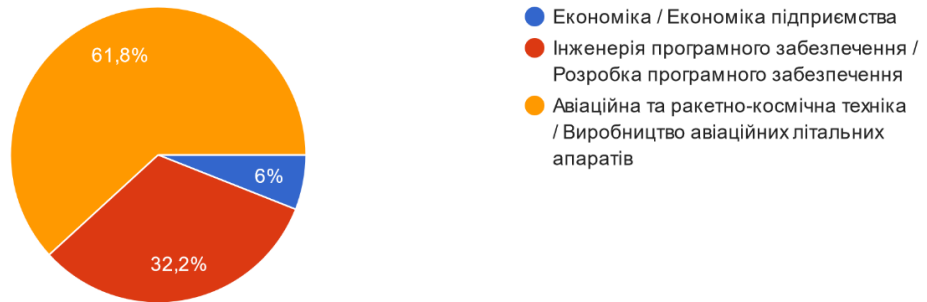 61,8%
6%
32,2%
Економіка / Економіка підприємства
Інженерія програмного забезпечення /
Розробка програмного забезпечення
Авіаційна та ракетно-космічна техніка
/ Виробництво авіаційних літальних
апаратів